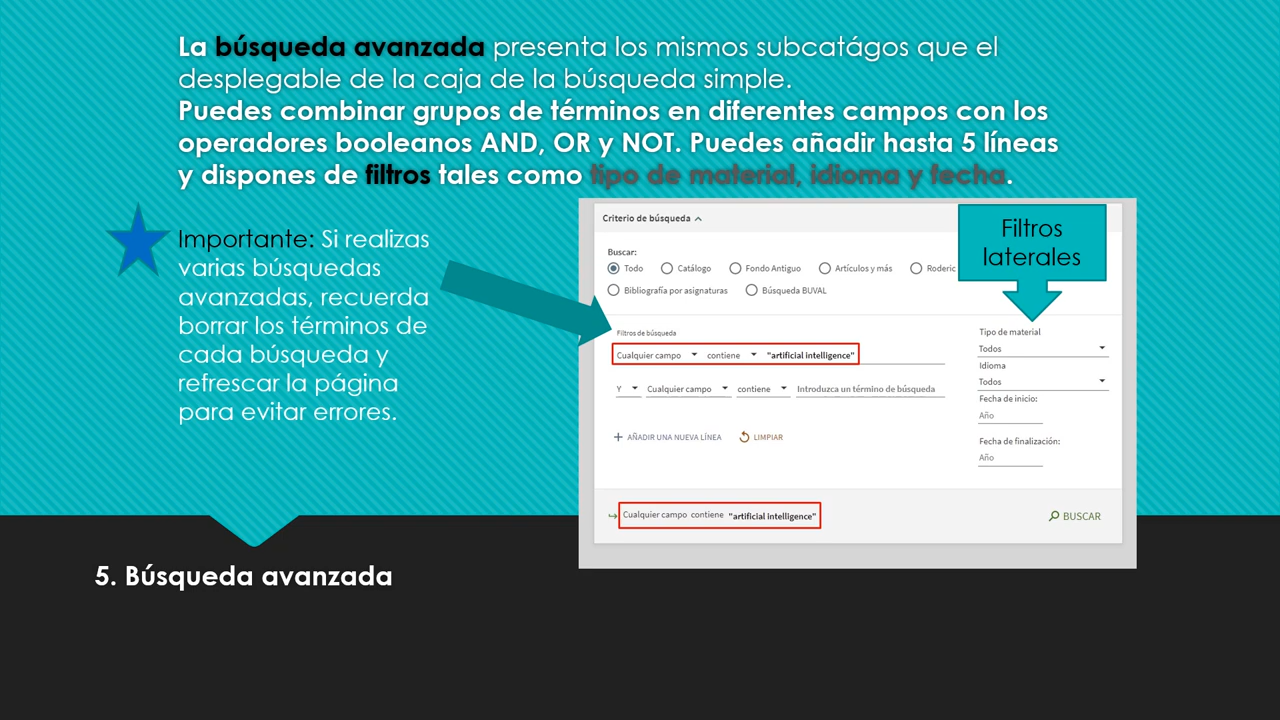 La búsqueda avanzada presenta los mismos subcatágos que el
desplegable de la caja de la búsqueda simple.
Puedes combinar grupos de términos en diferentes campos con los
operadores booleanos AND, OR y NOT. Puedes añadir hasta 5 líneas
y dispones de filtros tales como tipo de material, idioma y fecha.
Importante: Si realizas
varias búsquedas
avanzadas, recuerda
borrar los términos de
cada búsqueda y
refrescar la página
para evitar errores.
Criterio de búsqueda
Filtros
laterales
Buscar:
Todo Catálogo Fondo Antiguo Artículos y más Roderic
Bibliografía por asignaturas Búsqueda BUVAL
Filtros de búsqueda
Cualquier campo contiene "artificial intelligence"
Y Cualquier campo contiene Introduzca un término de búsqueda
AÑADIR UNA NUEVA LÍNEA LIMPIAR
Tipo de material
Todos
Idioma
Todos
Fecha de inicio:
Año
Fecha de finalización:
Año
Cualquier campo contiene "artificial intelligence"
BUSCAR
5. Búsqueda avanzada